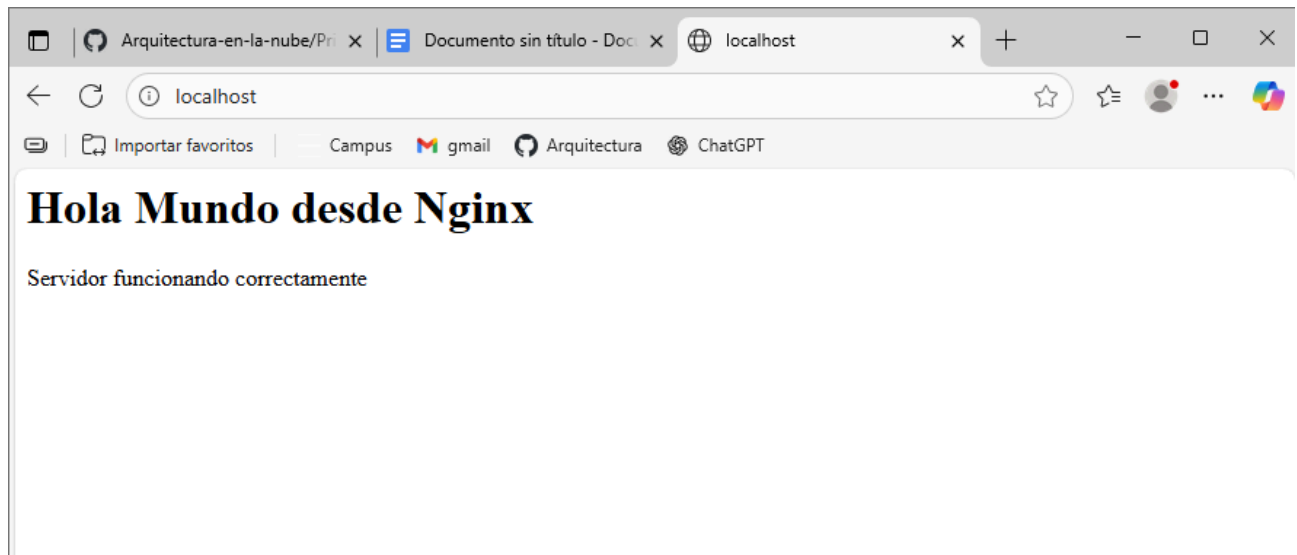 Arquitectura-en-la-nube/Pri
Documento sin título - Doc
localhost
localhost
Importar favoritos
Campus
gmail
Arquitectura
ChatGPT
Hola Mundo desde Nginx
Servidor funcionando correctamente